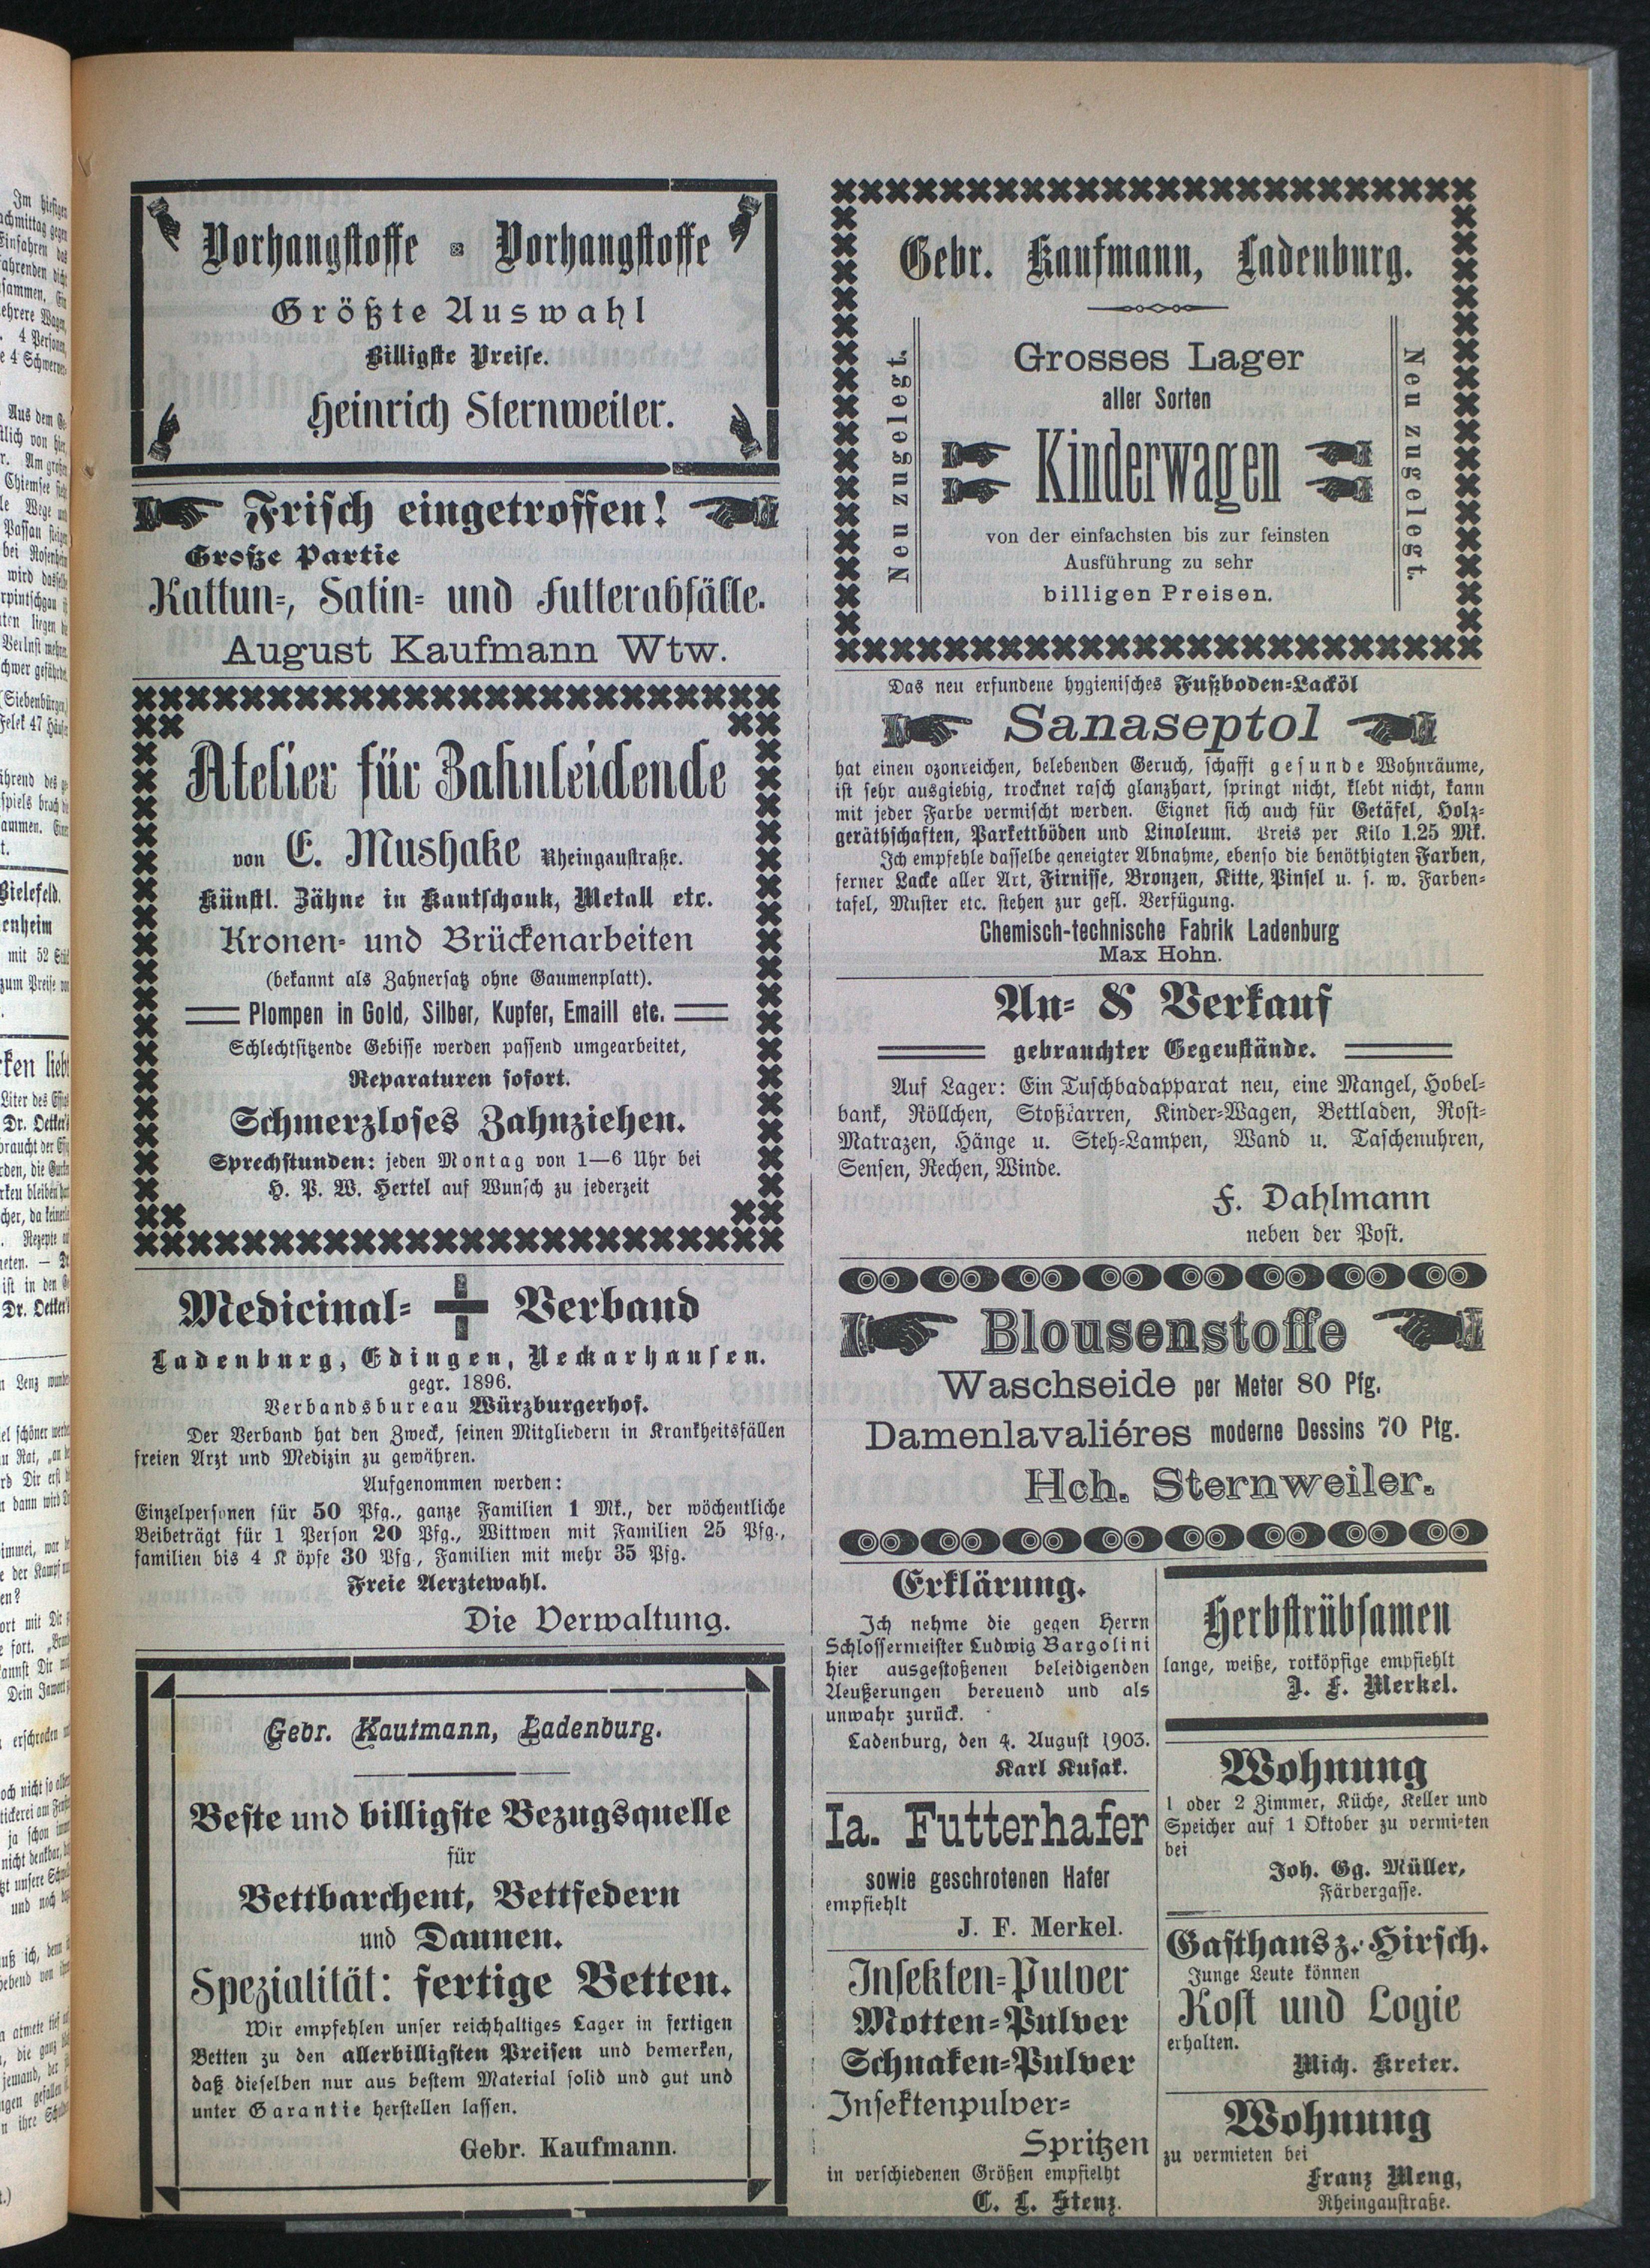 Vorhangstoffe Vorhangstoffe
Größte Auswahl
Billigste Preise.
Heinrich Sternweiler.
Frisch eingetroffen!
Große Partie
Kattun-, Satin- und Futterabfälle.
August Kaufmann Wtw.
Atelier für Zahnleidende
von E. Mushake Rheingaustraße.
Künstl. Zähne in Kautschouk, Metall etc.
Kronen- und Brückenarbeiten
(bekannt als Zahnersatz ohne Gaumenplatt).
Plompen in Gold, Silber, Kupfer, Emaill etc.
Schlechtsitzende Gebisse werden passend umgearbeitet,
Reparaturen sofort.
Schmerzloses Zahnziehen.
Sprechstunden: jeden Montag von 1—6 Uhr bei
H. P. W. Hertel auf Wunsch zu jederzeit
Medicinal- Verband
Ladenburg, Edingen, Neckarhausen.
gegr. 1896.
Verbandsbureau Würzburgerhof.
Der Verband hat den Zweck, seinen Mitgliedern in Krankheitsfällen
freien Arzt und Medizin zu gewähren.
Aufgenommen werden:
Einzelpersonen für 50 Pfg., ganze Familien 1 Mk., der wöchentliche
Beibeträgt für 1 Person 20 Pfg., Wittwen mit Familien 25 Pfg.,
familien bis 4 K öpfe 30 Pfg, Familien mit mehr 35 Pfg.
Freie Aerztewahl.
Die Verwaltung.
Gebr. Kaufmann, Ladenburg.
Beste und billigste Bezugsquelle
für
Bettbarchent, Bettfedern
und Daunen.
Spezialität: fertige Betten.
Wir empfehlen unser reichhaltiges Lager in fertigen
Betten zu den allerbilligsten Preisen und bemerken,
daß dieselben nur aus bestem Material solid und gut und
unter Garantie herstellen lassen.
Gebr. Kaufmann.
Gebr. Kaufmann, Ladenburg.
Neu zugelegt.
Grosses Lager
aller Sorten
Kinderwagen
von der einfachsten bis zur feinsten
Ausführung zu sehr
billigen Preisen.
Neu zugelegt.
Das neu erfundene hygienisches Fußboden-Lacköl
Sanaseptol
hat einen ozonreichen, belebenden Geruch, schafft gesunde Wohnräume,
ist sehr ausgiebig, trocknet rasch glanzhart, springt nicht, klebt nicht, kann
mit jeder Farbe vermischt werden. Eignet sich auch für Getäfel, Holz-
geräthschaften, Parkettböden und Linoleum. Preis per Kilo 1.25 Mk.
Ich empfehle dasselbe geneigter Abnahme, ebenso die benöthigten Farben,
ferner Lacke aller Art, Firnisse, Bronzen, Kitte, Pinsel u. s. w. Farben-
tafel, Muster etc. stehen zur gefl. Verfügung.
Chemisch-technische Fabrik Ladenburg
Max Hohn.
An- & Verkauf
gebrauchter Gegenstände.
Auf Lager: Ein Tuschbadapparat neu, eine Mangel, Hobel-
bank, Röllchen, Stoßkarren, Kinder-Wagen, Bettladen, Rost-
Matrazen, Hänge u. Steh-Lampen, Wand u. Taschenuhren,
Sensen, Rechen, Winde.
F. Dahlmann
neben der Post.
Blousenstoffe
Waschseide per Meter 80 Pfg.
Damenlavaliéres moderne Dessins 70 Ptg.
Hch. Sternweiler.
Erklärung.
Ich nehme die gegen Herrn
Schlossermeister Ludwig Bargolini
hier ausgestoßenen beleidigenden
Aeußerungen bereuend und als
unwahr zurück.
Ladenburg, den 4. August 1903.
Karl Kusak.
Ia. Futterhafer
sowie geschrotenen Hafer
empfiehlt
J. F. Merkel.
Insekten-Pulver
Motten-Pulver
Schnaken-Pulver
Insektenpulver-
Spritzen
in verschiedenen Größen empfielht
C. L. Stenz.
Herbstrübsamen
lange, weiße, rotköpfige empfiehlt
J. F. Merkel.
Wohnung
1 oder 2 Zimmer, Küche, Keller und
Speicher auf 1 Oktober zu vermieten
bei
Joh. Gg. Müller,
Färbergasse.
Gasthaus z. Hirsch.
Junge Leute können
Kost und Logie
erhalten.
Mich. Kreter.
Wohnung
zu vermieten bei
Franz Meng,
Rheingaustraße.